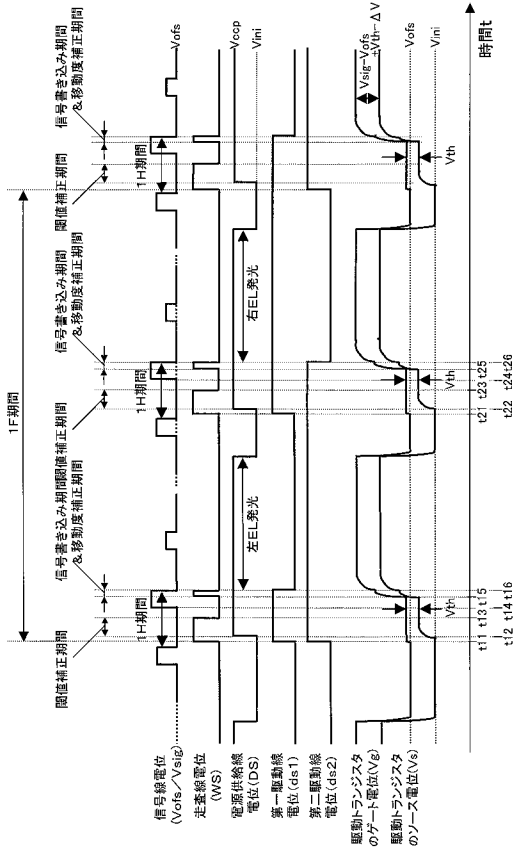 1F期間
閾値補正期間
信号書き込み期間
&移動度補正期間
閾値補正期間
信号書き込み期間
&移動度補正期間
閾値補正期間
信号書き込み期間
&移動度補正期間
1H期間
1H期間
1H期間
信号線電位
(Vofs/Vsig)
Vofs
走査線電位
(WS)
電源供給線
電位(DS)
Vccp
Vini
左EL発光
右EL発光
第一駆動線
電位(ds1)
第二駆動線
電位(ds2)
駆動トランジスタ
のゲート電位(Vg)
駆動トランジスタ
のソース電位(Vs)
Vth
Vth
Vth
Vsig-Vofs
+Vth-ΔV
Vofs
Vini
t11 t13 t15
t12 t14 t16
t21 t23 t25
t22 t24 t26
時間t